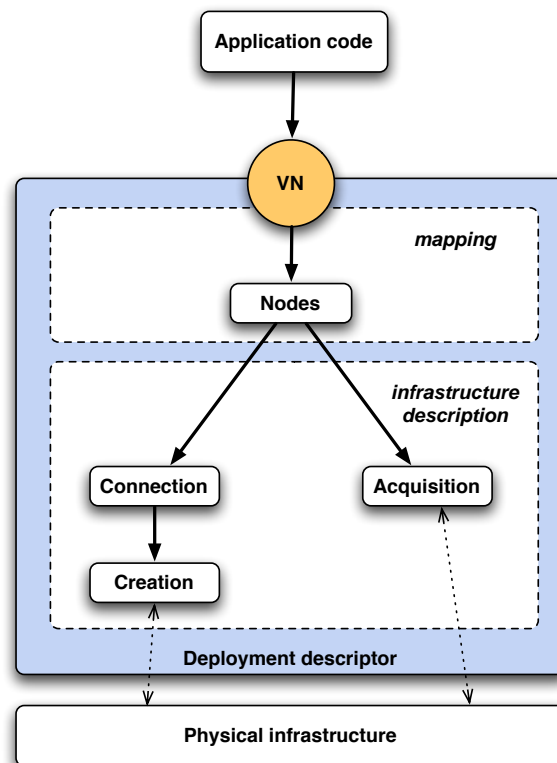 Application code
VN
mapping
Nodes
infrastructure
description
Connection
Acquisition
Creation
Deployment descriptor
Physical infrastructure